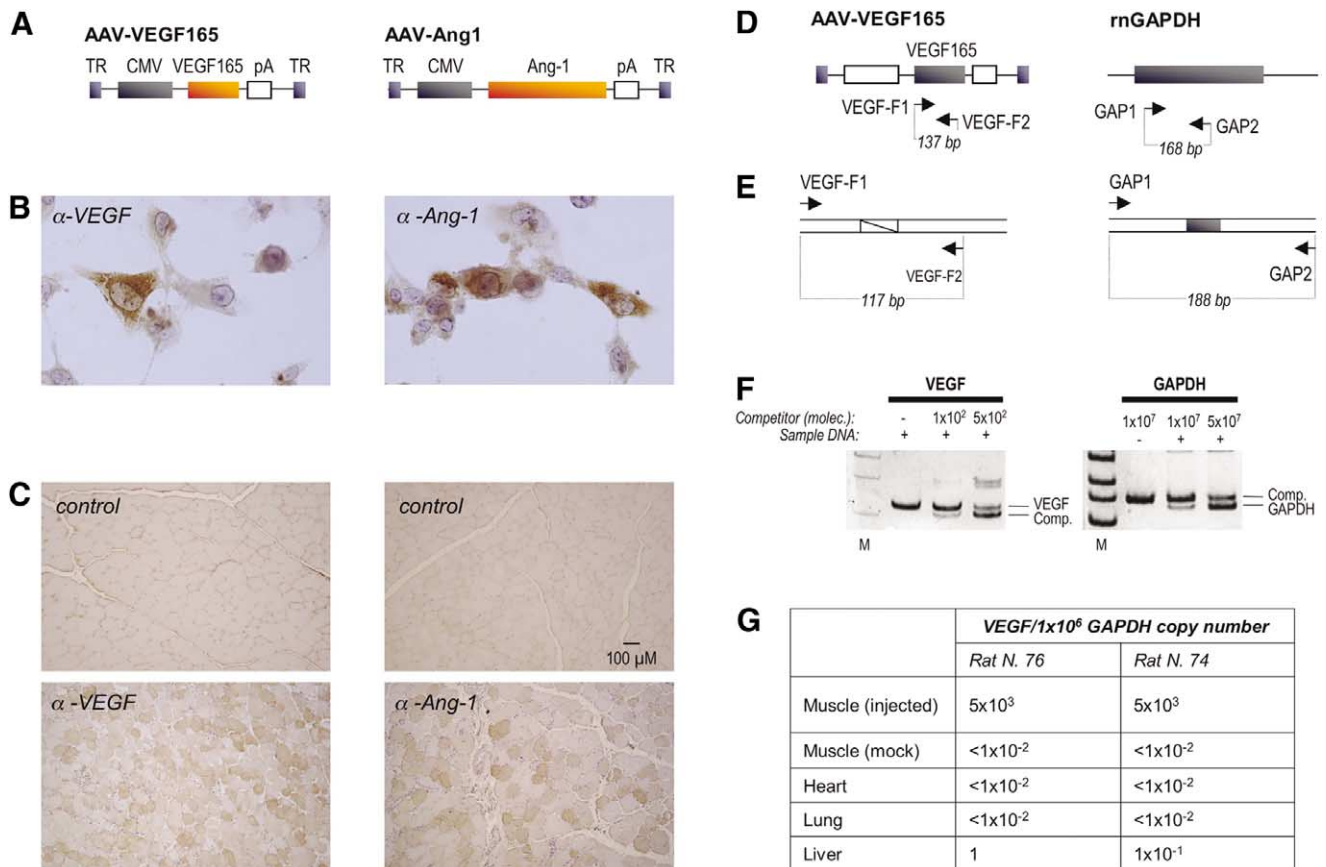 A
AAV-VEGF165
TR CMV VEGF165 pA TR
AAV-Ang1
TR CMV Ang-1 pA TR
B
α-VEGF
α -Ang-1
C
control
control
100 µM
α -VEGF
α -Ang-1
D
AAV-VEGF165
VEGF165
VEGF-F1
VEGF-F2
137 bp
rnGAPDH
GAP1
GAP2
168 bp
E
VEGF-F1
VEGF-F2
117 bp
GAP1
GAP2
188 bp
F
VEGF
Competitor (molec.): - 1x10² 5x10²
Sample DNA: + + +
VEGF
Comp.
M
GAPDH
1x10⁷ 1x10⁷ 5x10⁷
- + +
Comp.
GAPDH
M
G
VEGF/1x10⁶ GAPDH copy number
Rat N. 76 Rat N. 74
Muscle (injected) 5x10³ 5x10³
Muscle (mock) <1x10⁻² <1x10⁻²
Heart <1x10⁻² <1x10⁻²
Lung <1x10⁻² <1x10⁻²
Liver 1 1x10⁻¹